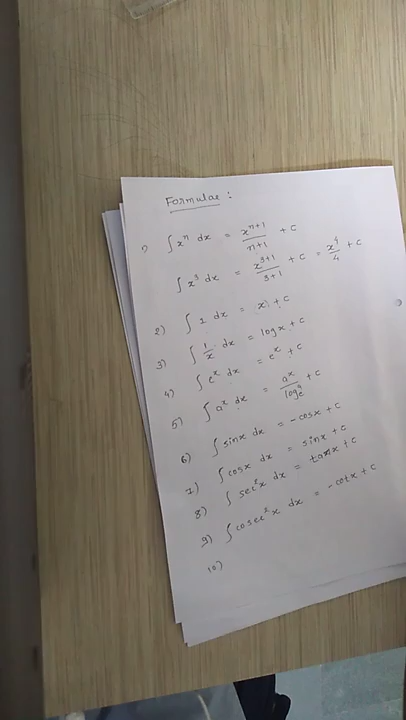 Formulae :
1) ∫ xⁿ dx = xⁿ⁺¹/n+1 + c
∫ x³ dx = x³⁺¹/3+1 + c = x⁴/4 + c
2) ∫ 1 dx = x + c
3) ∫ 1/x dx = log x + c
4) ∫ eˣ dx = eˣ + c
5) ∫ aˣ dx = aˣ/log + c
6) ∫ sinx dx = -cosx + c
7) ∫ cosx dx = sinx + c
8) ∫ sec²x dx = tanx + c
9) ∫ cosec²x dx = -cotx + c
10)